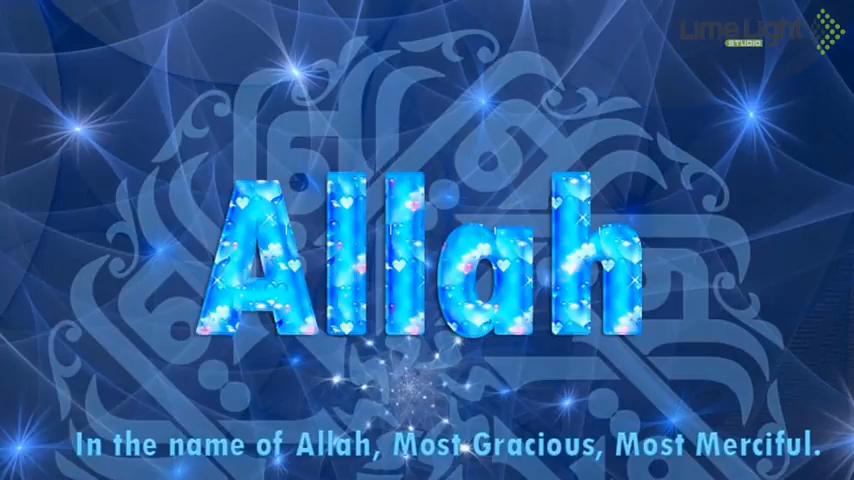 Lime Light
STUDIO
Allah
In the name of Allah, Most Gracious, Most Merciful.